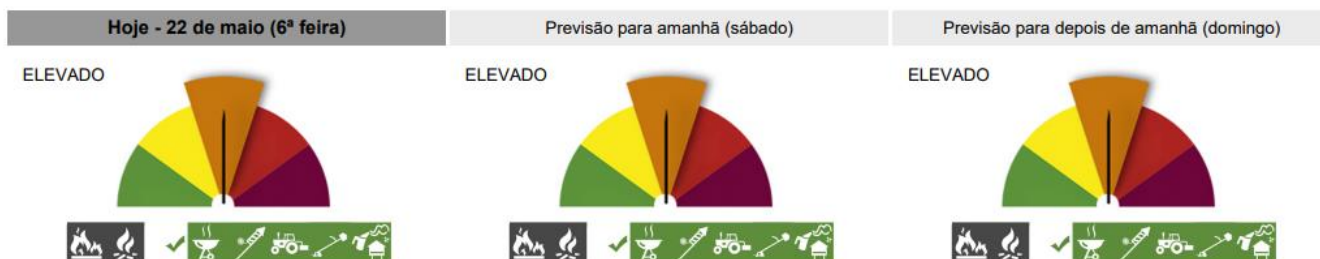 Hoje - 22 de maio (6ª feira)
Previsão para amanhã (sábado)
Previsão para depois de amanhã (domingo)
ELEVADO
ELEVADO
ELEVADO